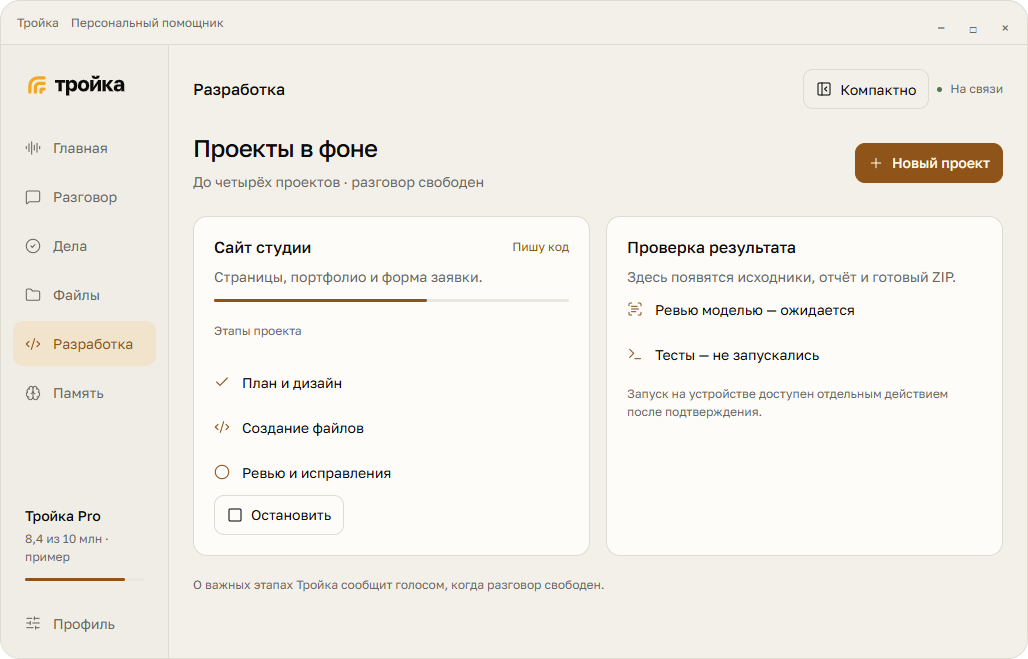 Тройка Персональный помощник
тройка
Главная
Разговор
Дела
Файлы
Разработка
Память
Тройка Pro
8,4 из 10 млн ·
пример
Профиль
Разработка
Компактно
На связи
Проекты в фоне
До четырёх проектов · разговор свободен
Новый проект
Сайт студии
Пишу код
Страницы, портфолио и форма заявки.
Этапы проекта
План и дизайн
Создание файлов
Ревью и исправления
Остановить
Проверка результата
Здесь появятся исходники, отчёт и готовый ZIP.
Ревью моделью — ожидается
Тесты — не запускались
Запуск на устройстве доступен отдельным действием
после подтверждения.
О важных этапах Тройка сообщит голосом, когда разговор свободен.